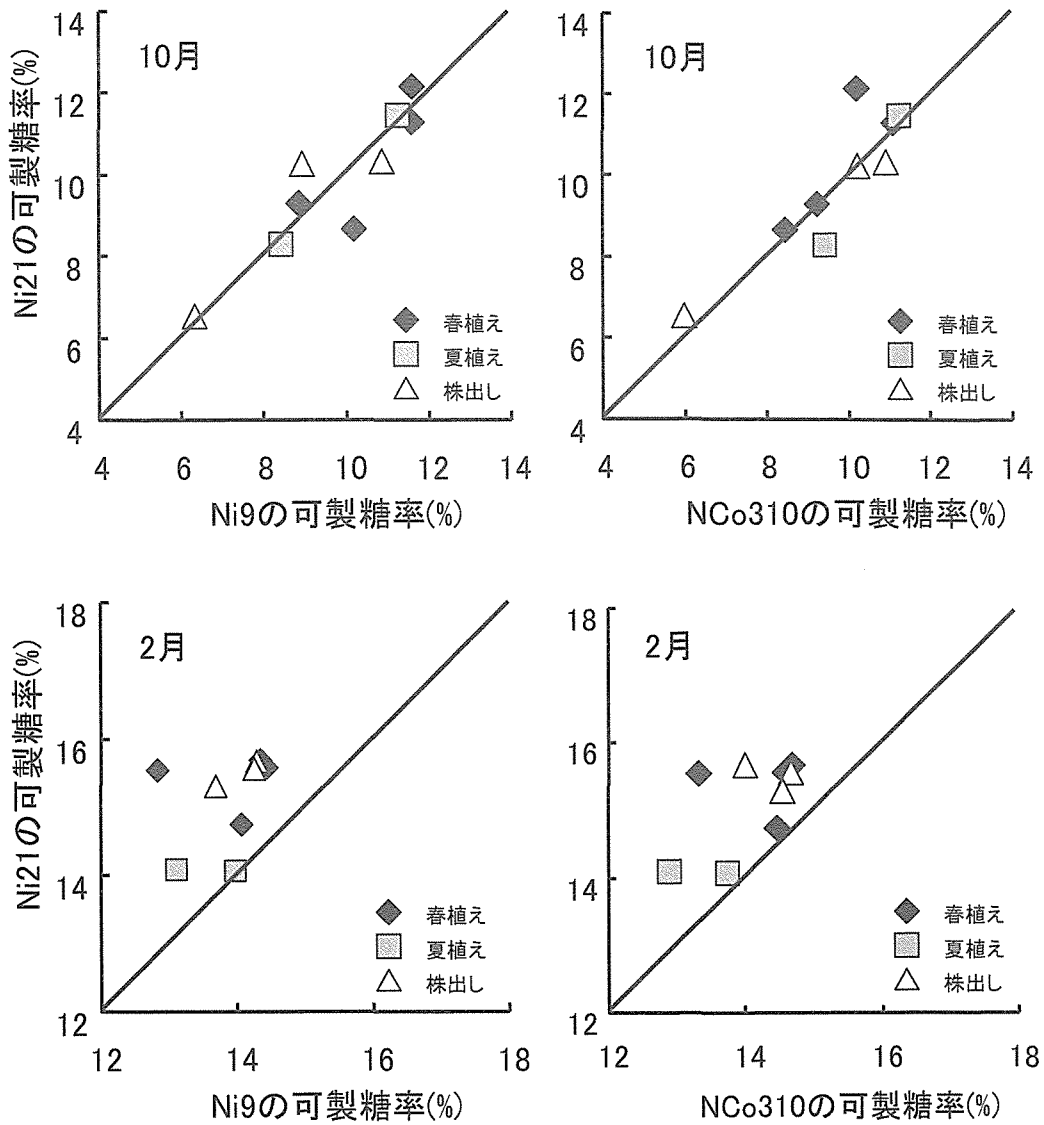 14
12
10
8
6
4
Ni21の可製糖率(%)
10月
春植え
夏植え
株出し
4 6 8 10 12 14
Ni9の可製糖率(%)
14
12
10
8
6
4
10月
春植え
夏植え
株出し
4 6 8 10 12 14
NCo310の可製糖率(%)
18
16
14
12
Ni21の可製糖率(%)
2月
春植え
夏植え
株出し
12 14 16 18
Ni9の可製糖率(%)
18
16
14
12
2月
春植え
夏植え
株出し
12 14 16 18
NCo310の可製糖率(%)